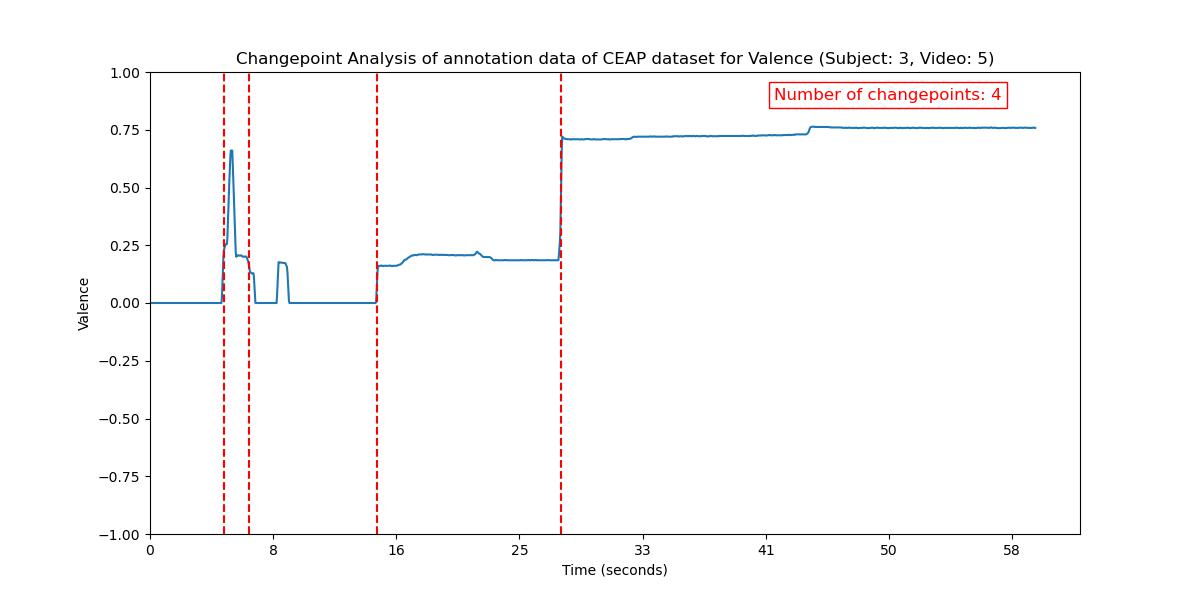 Changepoint Analysis of annotation data of CEAP dataset for Valence (Subject: 3, Video: 5)
Number of changepoints: 4
Valence
1.00
0.75
0.50
0.25
0.00
−0.25
−0.50
−0.75
−1.00
0 8 16 25 33 41 50 58
Time (seconds)